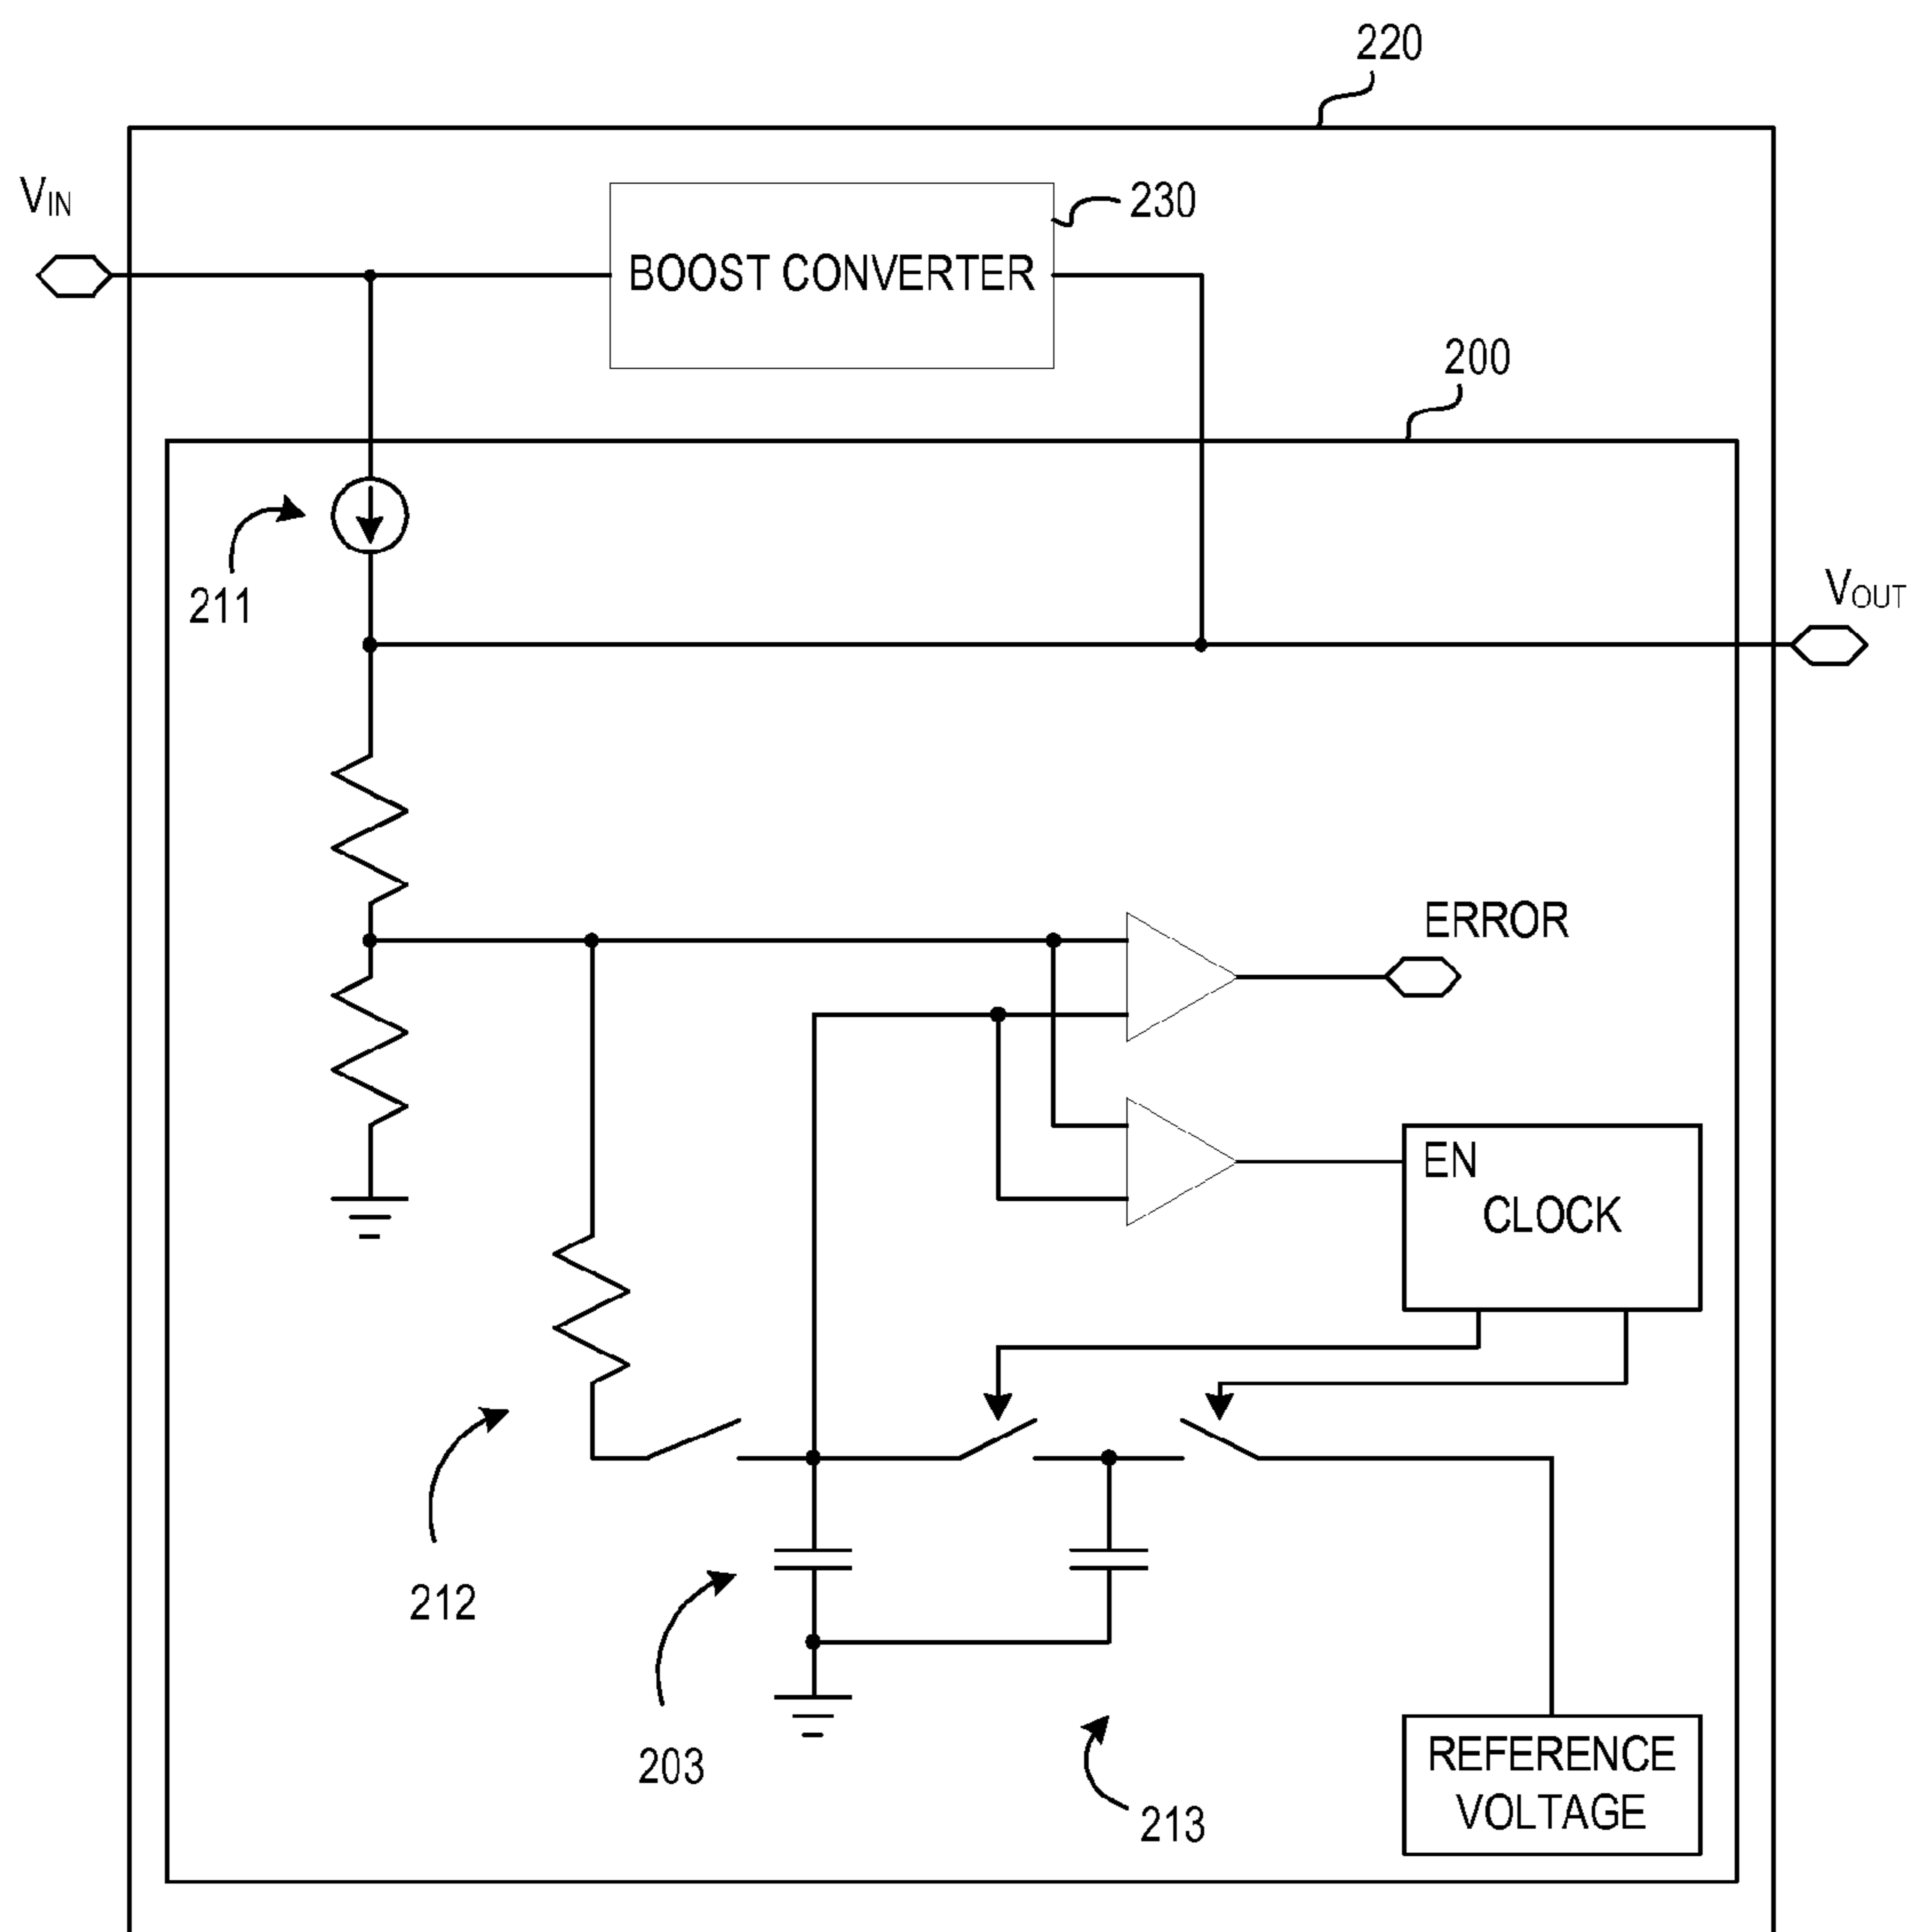 220
VIN
230
BOOST CONVERTER
200
211
VOUT
ERROR
EN
CLOCK
212
203
213
REFERENCE
VOLTAGE